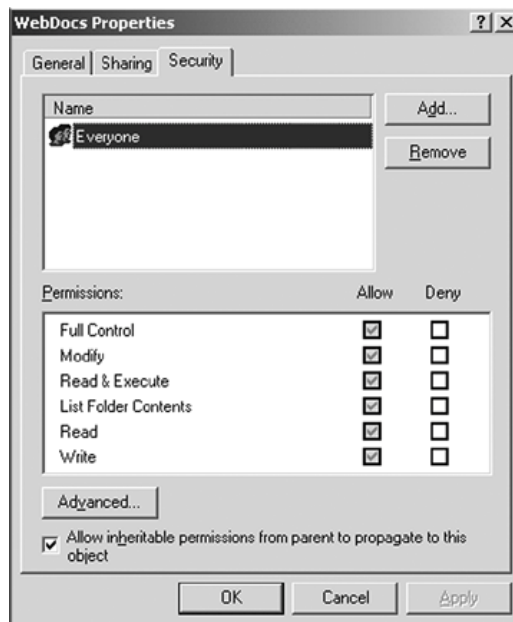 WebDocs Properties
General Sharing Security
Name
Add...
Everyone
Remove
Permissions: Allow Deny
Full Control
Modify
Read & Execute
List Folder Contents
Read
Write
Advanced...
Allow inheritable permissions from parent to propagate to this
object
OK Cancel Apply